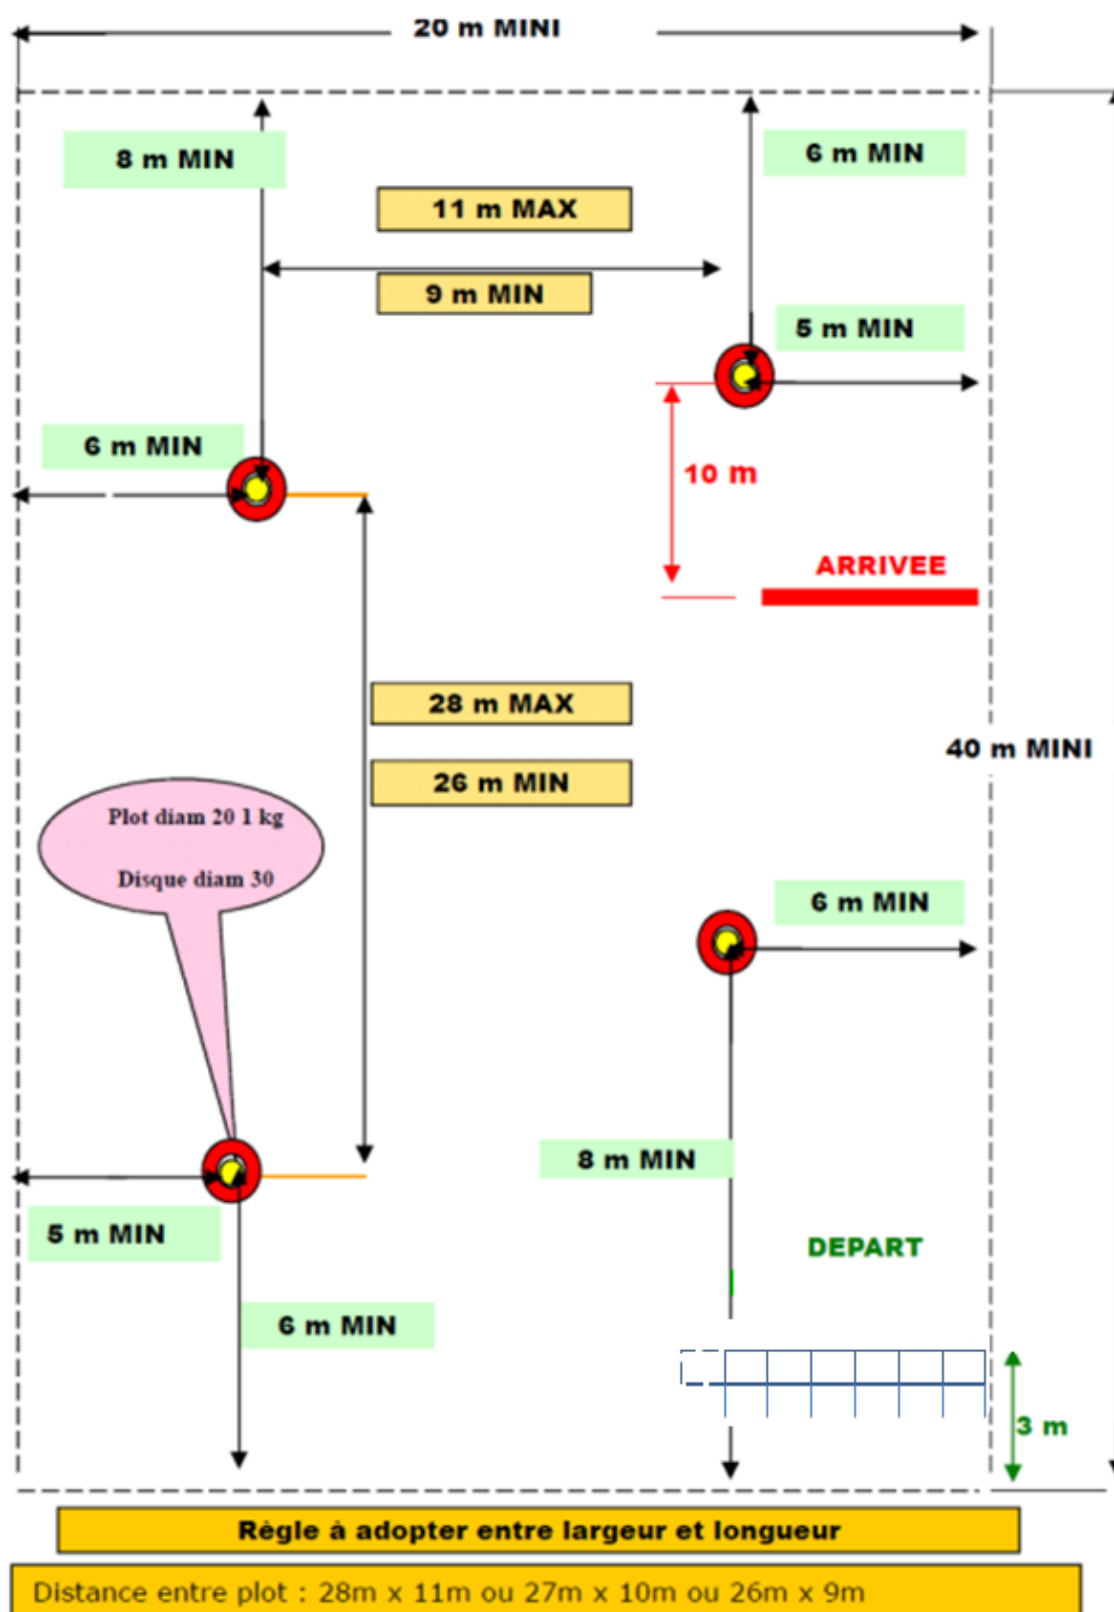 20 m MINI
8 m MIN
6 m MIN
11 m MAX
9 m MIN
5 m MIN
6 m MIN
10 m
ARRIVEE
28 m MAX
40 m MINI
26 m MIN
Plot diam 20 1 kg
Disque diam 30
6 m MIN
8 m MIN
5 m MIN
DEPART
6 m MIN
3 m
Règle à adopter entre largeur et longueur
Distance entre plot : 28m x 11m ou 27m x 10m ou 26m x 9m